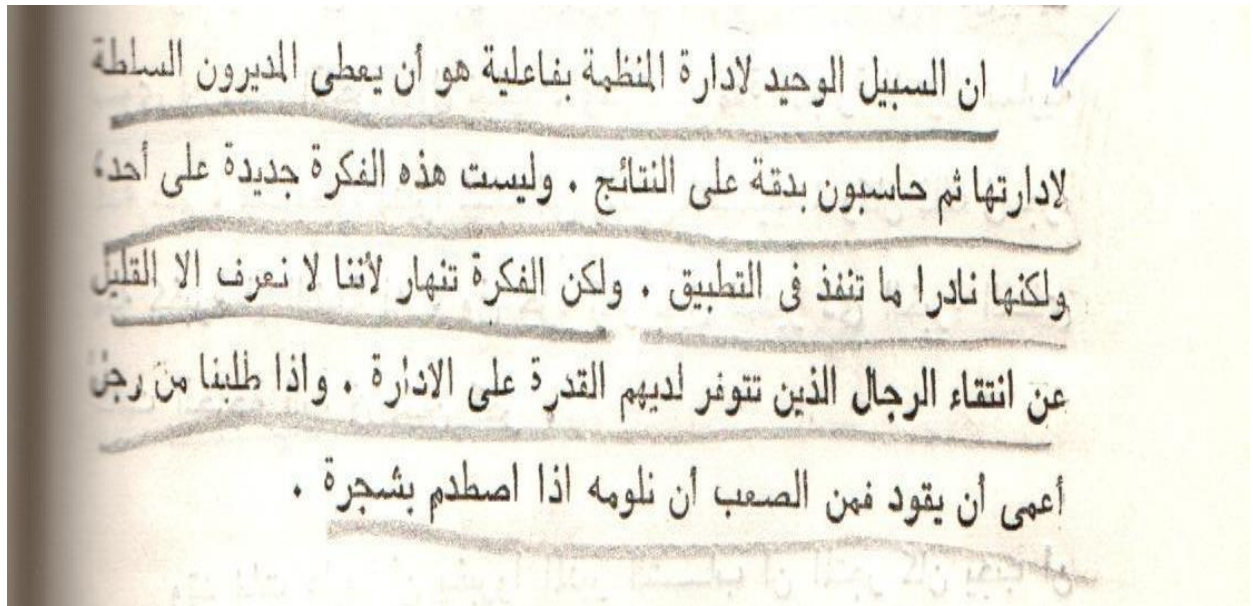 ان السبيل الوحيد لادارة المنظمة بفاعلية هو أن يعطى المديرون السلطة
لادارتها ثم حاسبون بدقة على النتائج . وليست هذه الفكرة جديدة على أحد،
ولكنها نادرا ما تنفذ فى التطبيق . ولكن الفكرة تنهار لأننا لا نعرف الا القليل
عن انتقاء الرجال الذين تتوفر لديهم القدرة على الادارة . واذا طلبنا من رجل
أعمى أن يقود فمن الصعب أن نلومه اذا اصطدم بشجرة .